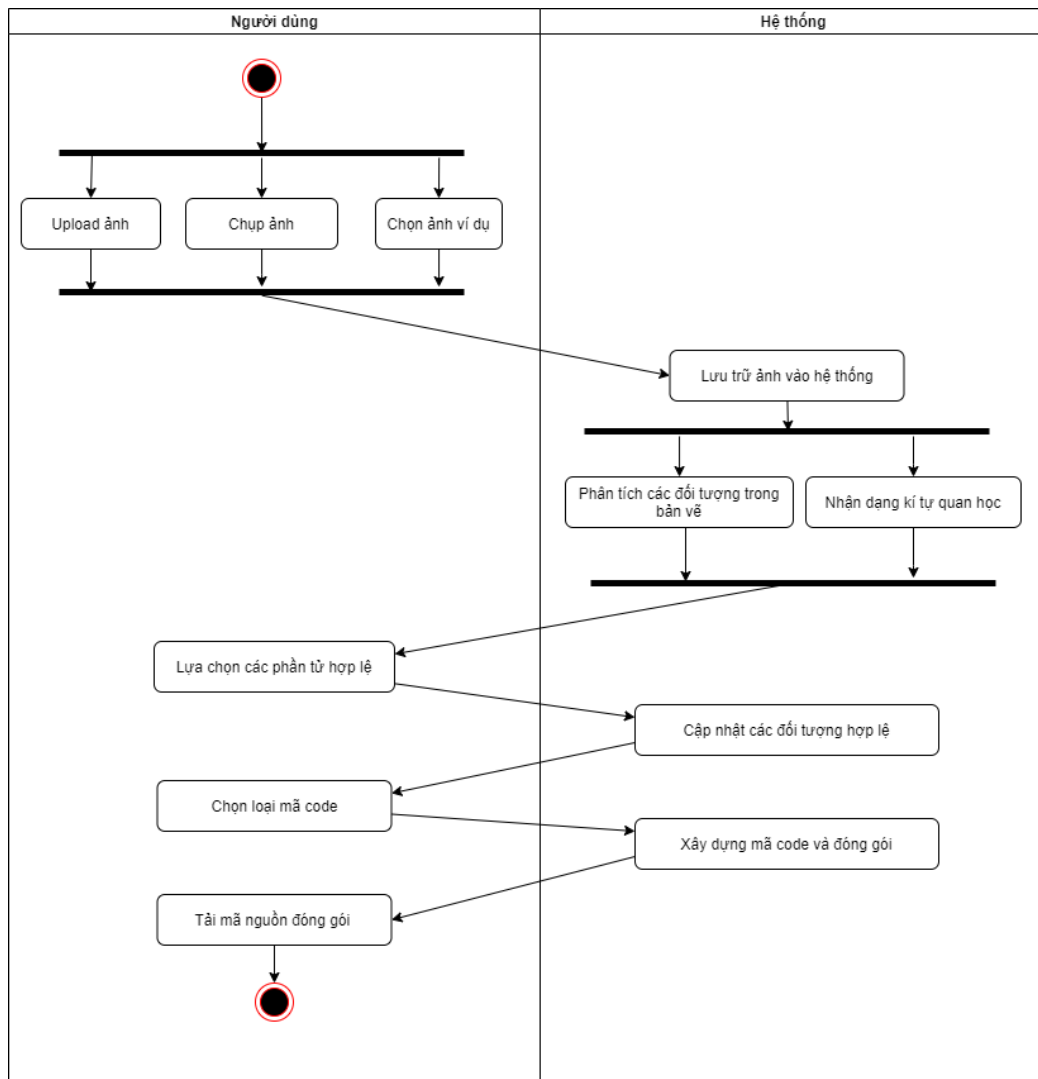 Người dùng
Hệ thống
Upload ảnh
Chụp ảnh
Chọn ảnh ví dụ
Lưu trữ ảnh vào hệ thống
Phân tích các đối tượng trong
bản vẽ
Nhận dạng kí tự quan học
Lựa chọn các phần tử hợp lệ
Cập nhật các đối tượng hợp lệ
Chọn loại mã code
Xây dựng mã code và đóng gói
Tải mã nguồn đóng gói